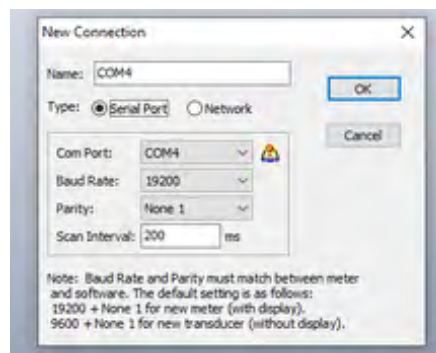 New Connection
Name: COM4
OK
Type: Serial Port Network
Cancel
Com Port: COM4
Baud Rate: 19200
Parity: None 1
Scan Interval: 200 ms
Note: Baud Rate and Parity must match between meter
and software. The default setting is as follows:
19200 + None 1 for new meter (with display).
9600 + None 1 for new transducer (without display).